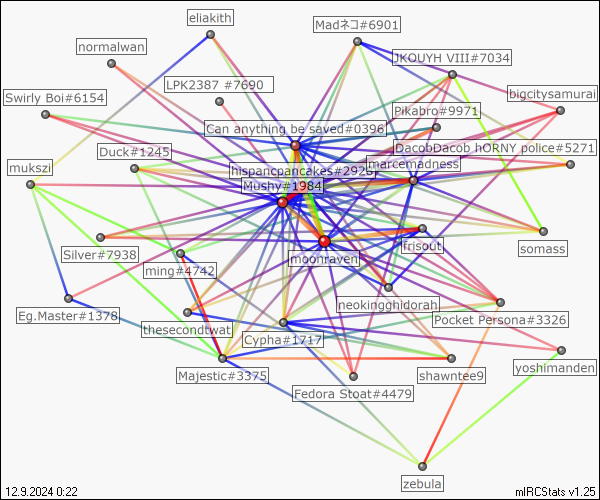 eliakith
Madネコ#6901
normalwan
JKOUYH VIII#7034
LPK2387 #7690
bigcitysamurai
Swirly Boi#6154
Pikabro#9971
Can anything be saved#0396
DacobDacob hORNY police#5271
Duck#1245
marcemadness
mukszi
hispancpancakes#2926
Mushy#1984
Silver#7938
frisout
somass
moonraven
ming#4742
neokingghidorah
Eg.Master#1378
Pocket Persona#3326
thesecondtwat
Cypha#1717
yoshimanden
Majestic#3375
shawntee9
Fedora Stoat#4479
zebula
12.9.2024 0:22
mIRCStats v1.25